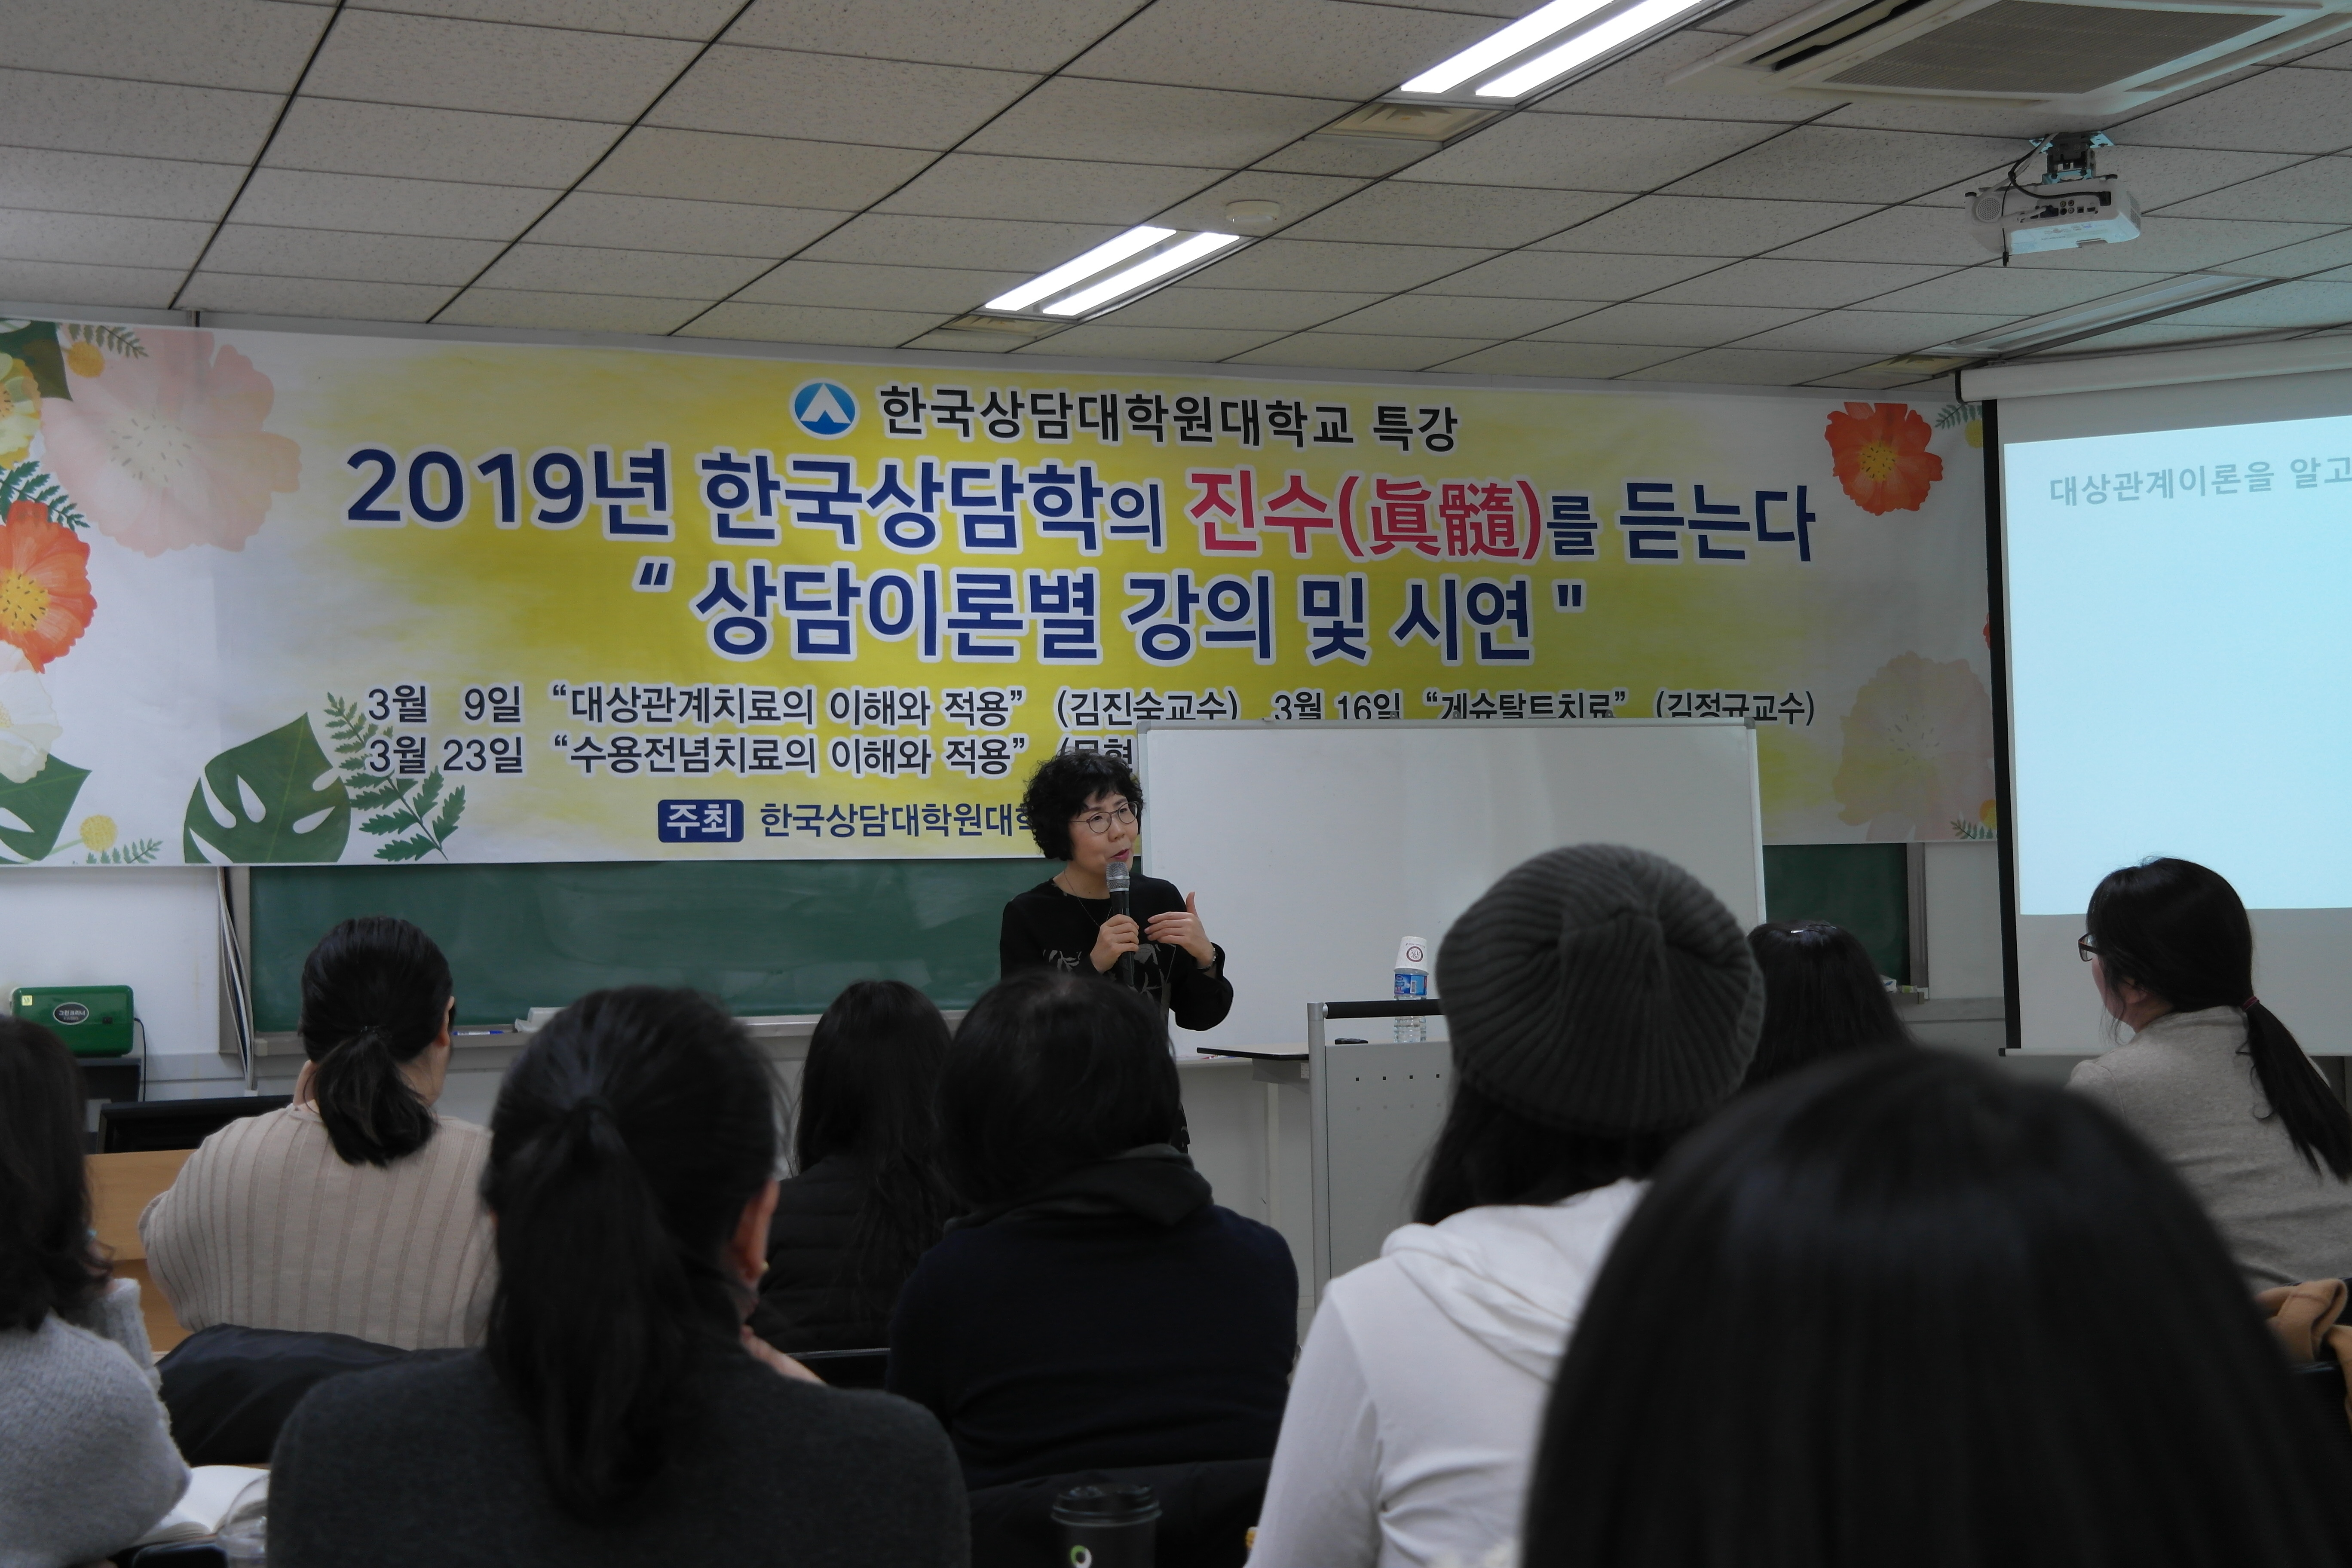 한국상담대학원대학교 특강
2019년 한국상담학의 진수(眞髓)를 듣는다
" 상담이론별 강의 및 시연 "
3월 9일 “대상관계치료의 이해와 적용” (김진숙교수) 3월 16일 “게슈탈트치료” (김정규교수)
3월 23일 “수용전념치료의 이해와 적용”
주최 한국상담대학원대학
대상관계이론을 알고